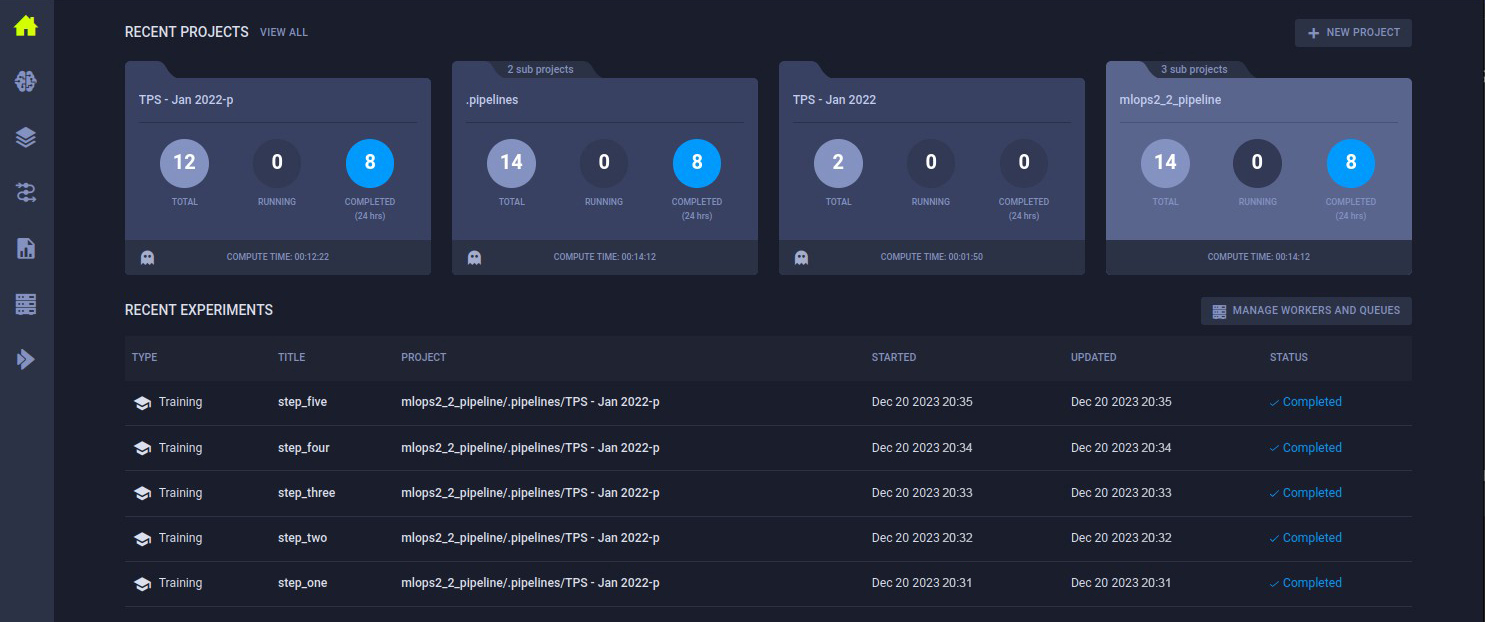 RECENT PROJECTS VIEW ALL + NEW PROJECT
2 sub projects 3 sub projects
TPS - Jan 2022-p .pipelines TPS - Jan 2022 mlops2_2_pipeline
12 0 8 14 0 8 2 0 0 14 0 8
TOTAL RUNNING COMPLETED TOTAL RUNNING COMPLETED TOTAL RUNNING COMPLETED TOTAL RUNNING COMPLETED
(24 hrs) (24 hrs) (24 hrs) (24 hrs)
COMPUTE TIME: 00:12:22 COMPUTE TIME: 00:14:12 COMPUTE TIME: 00:01:50 COMPUTE TIME: 00:14:12
RECENT EXPERIMENTS MANAGE WORKERS AND QUEUES
TYPE TITLE PROJECT STARTED UPDATED STATUS
Training step_five mlops2_2_pipeline/.pipelines/TPS - Jan 2022-p Dec 20 2023 20:35 Dec 20 2023 20:35 Completed
Training step_four mlops2_2_pipeline/.pipelines/TPS - Jan 2022-p Dec 20 2023 20:34 Dec 20 2023 20:34 Completed
Training step_three mlops2_2_pipeline/.pipelines/TPS - Jan 2022-p Dec 20 2023 20:33 Dec 20 2023 20:33 Completed
Training step_two mlops2_2_pipeline/.pipelines/TPS - Jan 2022-p Dec 20 2023 20:32 Dec 20 2023 20:32 Completed
Training step_one mlops2_2_pipeline/.pipelines/TPS - Jan 2022-p Dec 20 2023 20:31 Dec 20 2023 20:31 Completed